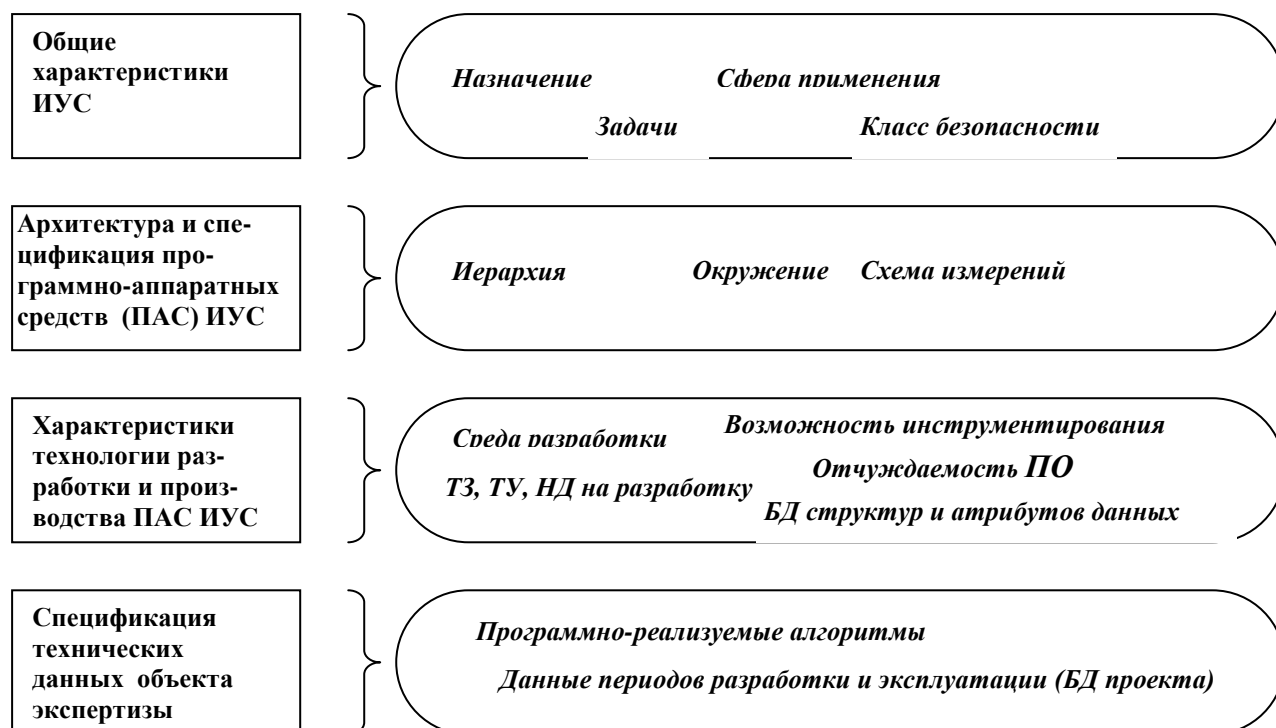 Общие
характеристики
ИУС
Назначение Сфера применения
Задачи Класс безопасности
Архитектура и спе-
цификация про-
граммно-аппаратных
средств (ПАС) ИУС
Иерархия Окружение Схема измерений
Характеристики
технологии раз-
работки и произ-
водства ПАС ИУС
Среда разработки Возможность инструментирования
Отчуждаемость ПО
ТЗ, ТУ, НД на разработку
БД структур и атрибутов данных
Спецификация
технических
данных объекта
экспертизы
Программно-реализуемые алгоритмы
Данные периодов разработки и эксплуатации (БД проекта)